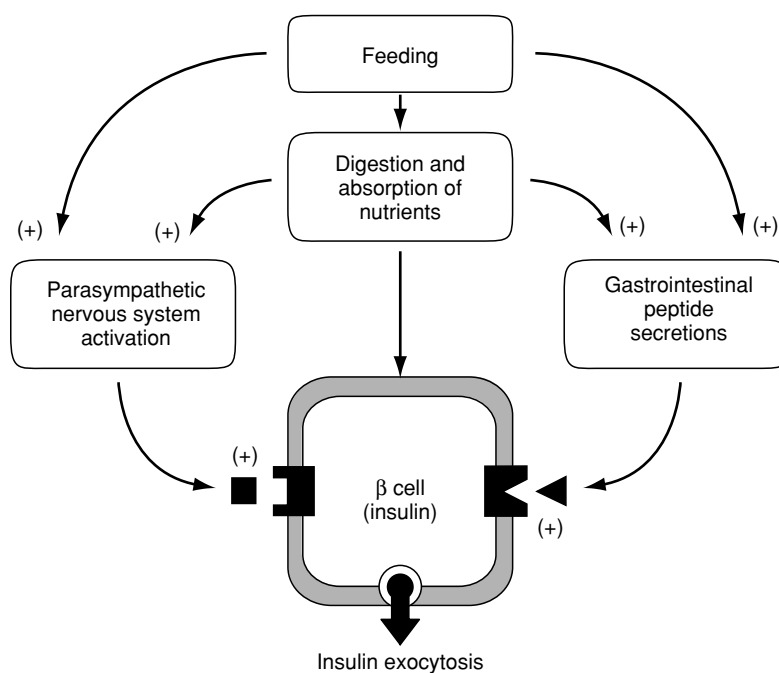 Feeding
Digestion and
absorption of
nutrients
(+)
(+)
(+)
(+)
Parasympathetic
nervous system
activation
Gastrointestinal
peptide
secretions
(+)
β cell
(insulin)
(+)
Insulin exocytosis